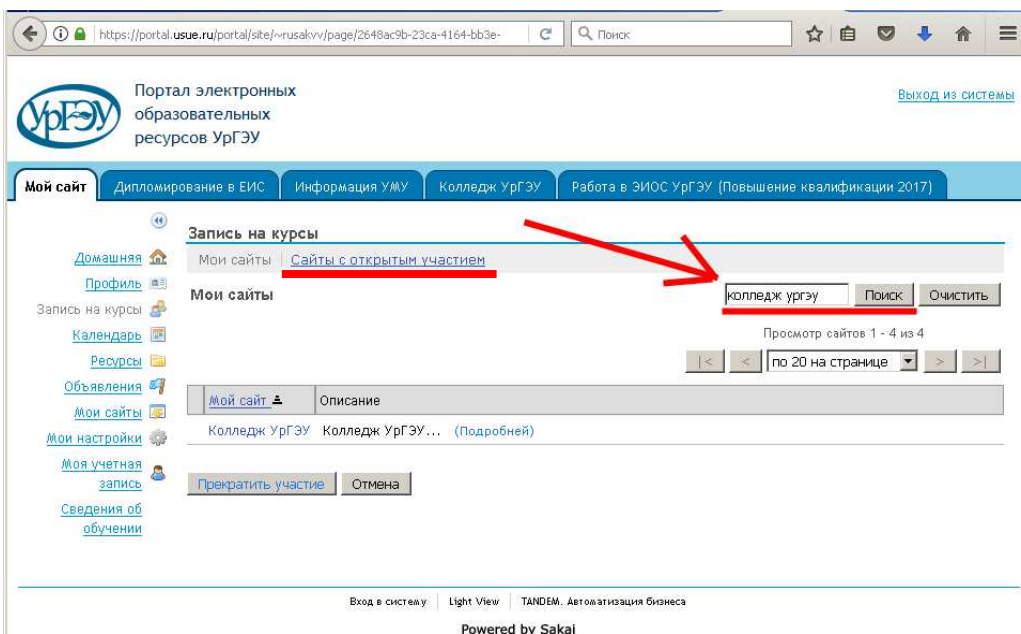 https://portal.usue.ru/portal/site/~rusakvv/page/2648ac9b-23ca-4164-bb3e-
Поиск
УрГЭУ
Портал электронных
образовательных
ресурсов УрГЭУ
Выход из системы
Мой сайт
Дипломирование в ЕИС
Информация УМУ
Колледж УрГЭУ
Работа в ЭИОС УрГЭУ (Повышение квалификации 2017)
Домашняя
Профиль
Запись на курсы
Календарь
Ресурсы
Объявления
Мои сайты
Мои настройки
Моя учетная
запись
Сведения об
обучении
Запись на курсы
Мои сайты | Сайты с открытым участием
Мои сайты
колледж ургэу Поиск Очистить
Просмотр сайтов 1 - 4 из 4
|< < по 20 на странице > >|
Мой сайт Описание
Колледж УрГЭУ Колледж УрГЭУ... (Подробней)
Прекратить участие Отмена
Вход в систему | Light View | TANDEM. Автоматизация бизнеса
Powered by Sakai